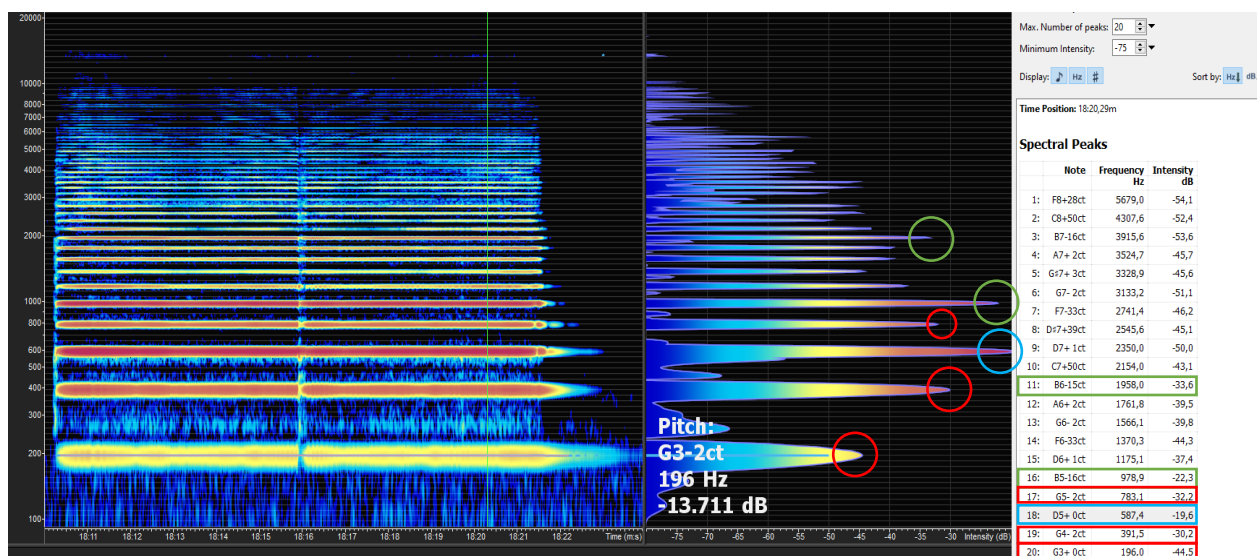 20000
10000
8000
7000
6000
5000
4000
3000
2000
1000
800
600
500
400
300
200
100
18:11 18:12 18:13 18:14 18:15 18:16 18:17 18:18 18:19 18:20 18:21 18:22 Time (m:s)
Pitch:
G3-2ct
196 Hz
-13.711 dB
-75 -70 -65 -60 -55 -50 -45 -40 -35 -30 Intensity (dB)
Max. Number of peaks: 20
Minimum Intensity: -75
Display: ♪ Hz # Sort by: Hz dB
Time Position: 18:20,29m
Spectral Peaks
Note Frequency Intensity
Hz dB
1: F8+28ct 5679,0 -54,1
2: C8+50ct 4307,6 -52,4
3: B7-16ct 3915,6 -53,6
4: A7+ 2ct 3524,7 -45,7
5: G♯7+ 3ct 3328,9 -45,6
6: G7- 2ct 3133,2 -51,1
7: F7-33ct 2741,4 -46,2
8: D♯7+39ct 2545,6 -45,1
9: D7+ 1ct 2350,0 -50,0
10: C7+50ct 2154,0 -43,1
11: B6-15ct 1958,0 -33,6
12: A6+ 2ct 1761,8 -39,5
13: G6- 2ct 1566,1 -39,8
14: F6-33ct 1370,3 -44,3
15: D6+ 1ct 1175,1 -37,4
16: B5-16ct 978,9 -22,3
17: G5- 2ct 783,1 -32,2
18: D5+ 0ct 587,4 -19,6
19: G4- 2ct 391,5 -30,2
20: G3+ 0ct 196,0 -44,5